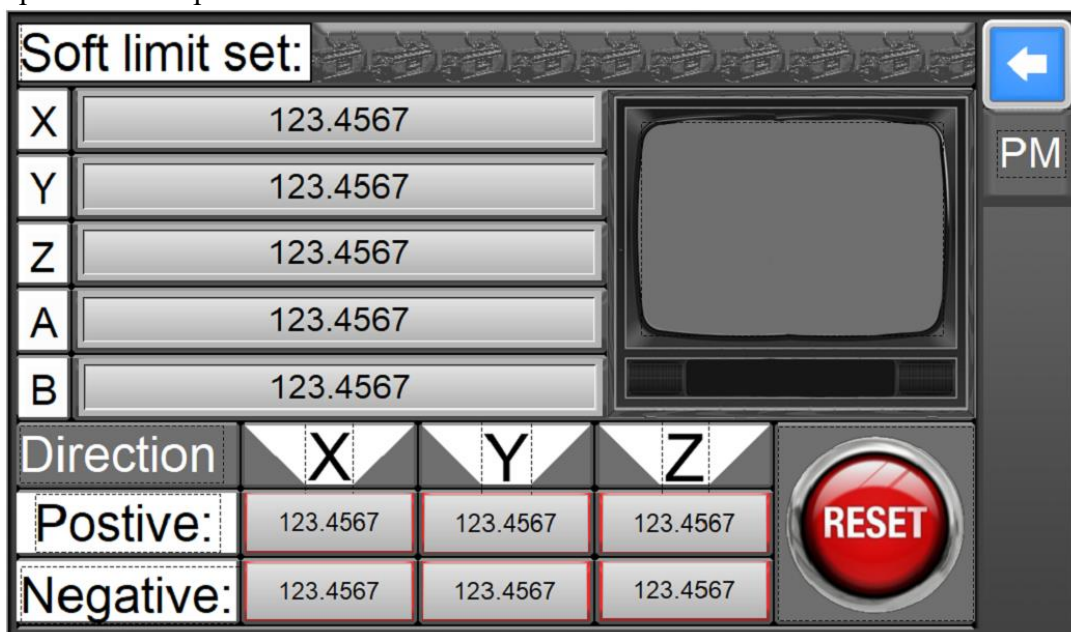 Soft limit set:
X 123.4567
PM
Y 123.4567
Z 123.4567
A 123.4567
B 123.4567
Direction X Y Z
Postive: 123.4567 123.4567 123.4567
RESET
Negative: 123.4567 123.4567 123.4567